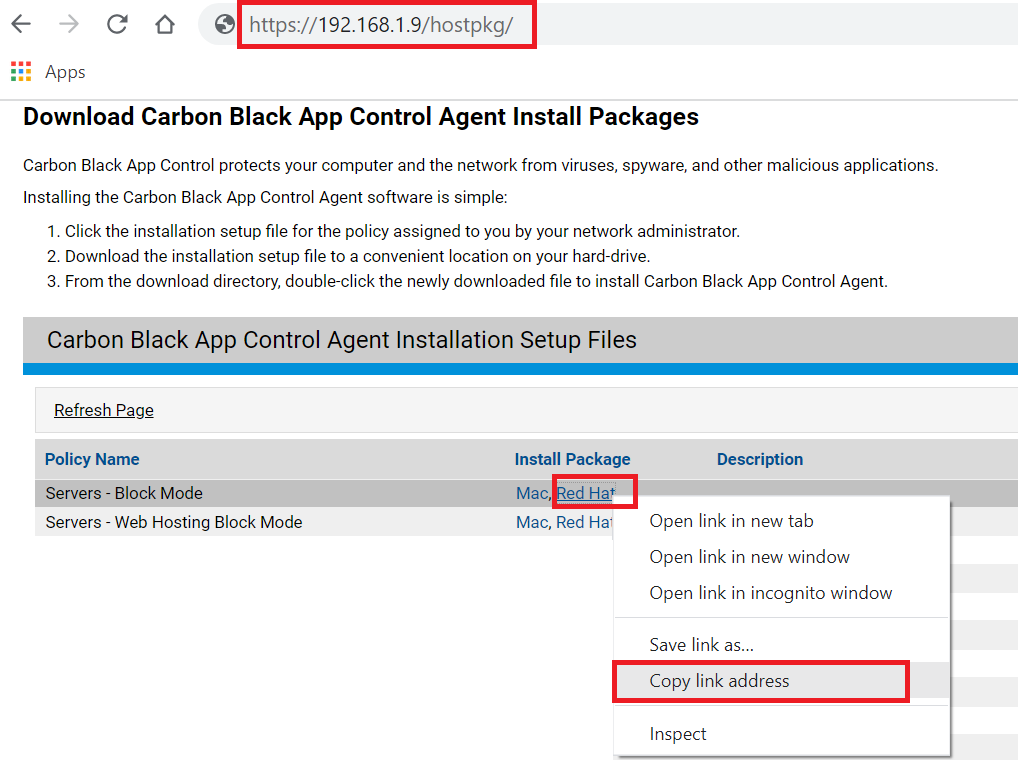 https://192.168.1.9/hostpkg/
Apps
Download Carbon Black App Control Agent Install Packages
Carbon Black App Control protects your computer and the network from viruses, spyware, and other malicious applications.
Installing the Carbon Black App Control Agent software is simple:
1. Click the installation setup file for the policy assigned to you by your network administrator.
2. Download the installation setup file to a convenient location on your hard-drive.
3. From the download directory, double-click the newly downloaded file to install Carbon Black App Control Agent.
Carbon Black App Control Agent Installation Setup Files
Refresh Page
Policy Name Install Package Description
Servers - Block Mode Mac, Red Hat
Servers - Web Hosting Block Mode Mac, Red Hat
Open link in new tab
Open link in new window
Open link in incognito window
Save link as...
Copy link address
Inspect